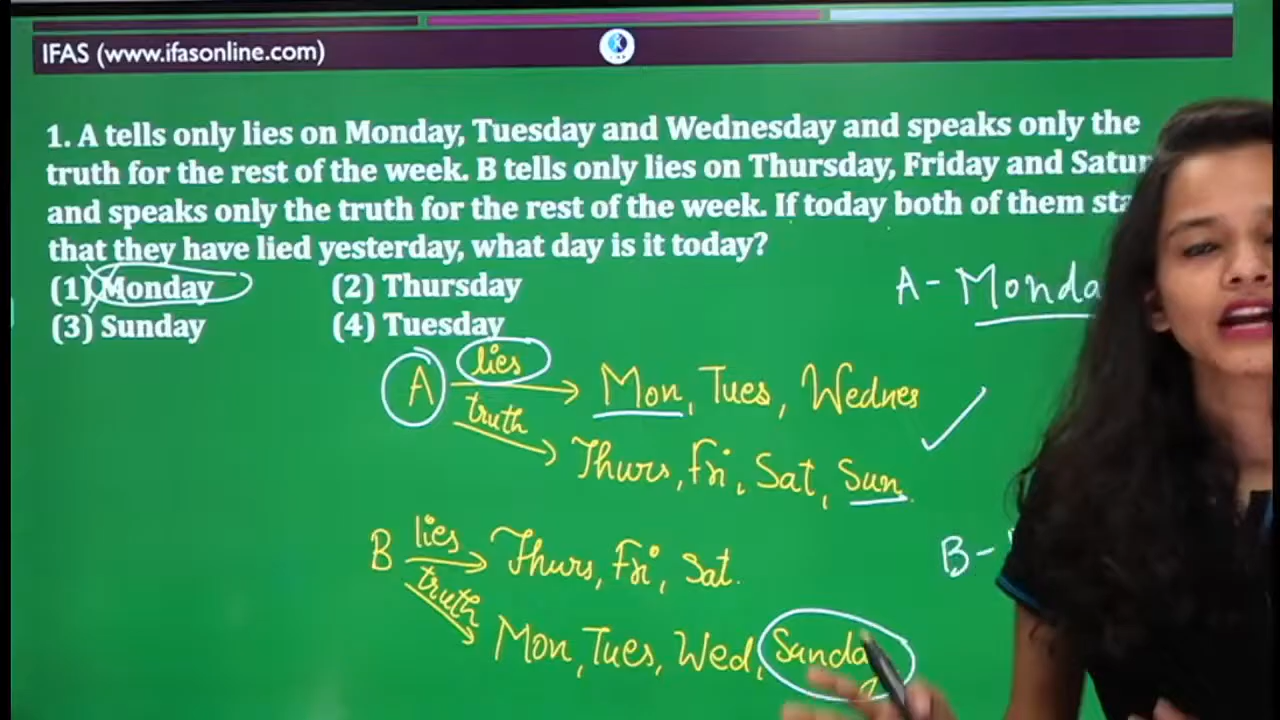 IFAS (www.ifasonline.com)
1. A tells only lies on Monday, Tuesday and Wednesday and speaks only the
truth for the rest of the week. B tells only lies on Thursday, Friday and
and speaks only the truth for the rest of the week. If today both of them
that they have lied yesterday, what day is it today?
(1) Monday (2) Thursday
(3) Sunday (4) Tuesday
A - Monda
A lies Mon, Tues, Wednes
truth Thurs, Fri, Sat, Sun
B lies Thurs, Fri, Sat.
B -
truth Mon, Tues, Wed, Sunday